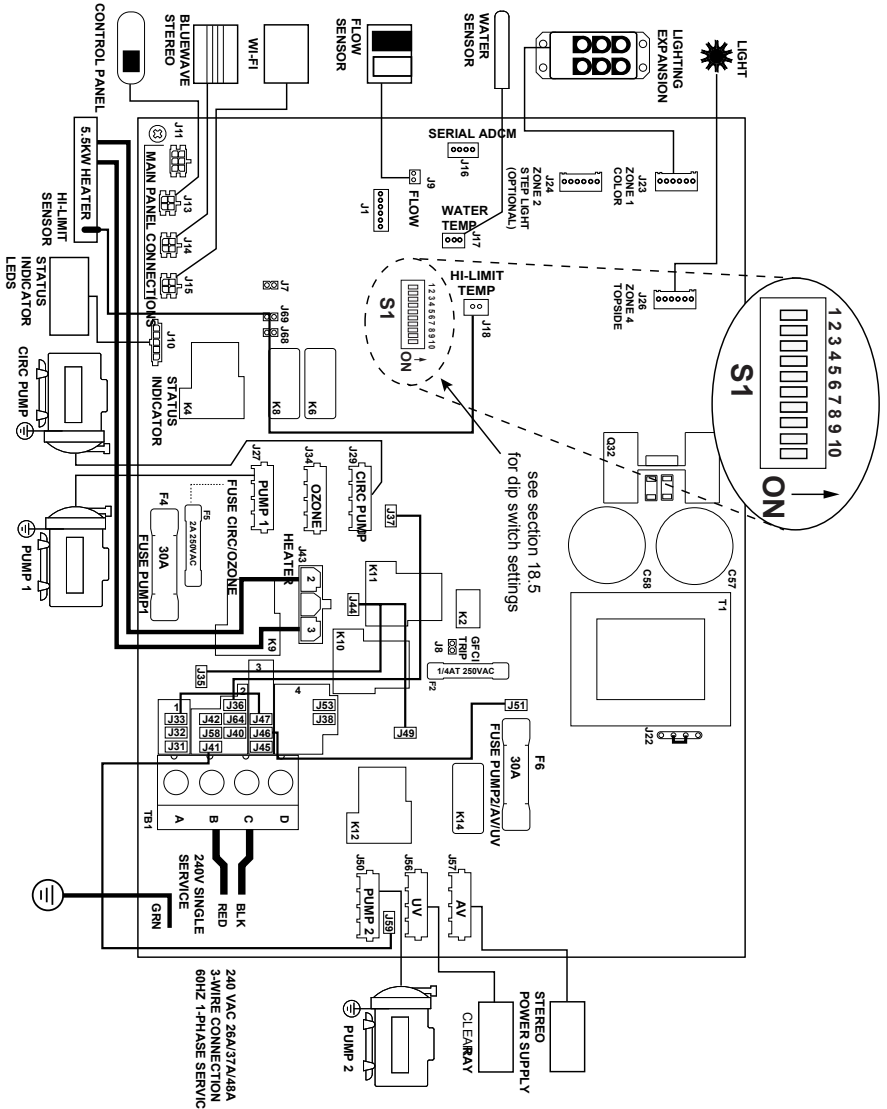 LIGHT
LIGHTING
EXPANSION
WATER
SENSOR
FLOW
SENSOR
WI-FI
BLUEWAVE
STEREO
CONTROL PANEL
J23
ZONE 1
COLOR
J24
ZONE 2
STEP LIGHT
(OPTIONAL)
SERIAL ADCM
J16
J9
FLOW
J1
WATER
TEMP
J17
J11
MAIN PANEL CONNECTIONS
J13
J14
J15
5.5KW HEATER
HI-LIMIT
SENSOR
STATUS
INDICATOR
LEDS
J10
STATUS
INDICATOR
J26
ZONE 4
TOPSIDE
HI-LIMIT
TEMP
J18
1 2 3 4 5 6 7 8 9 10
S1
ON
1 2 3 4 5 6 7 8 9 10
S1
ON
see section 18.5
for dip switch settings
J7
J69
J68
K4
K8
K6
Q32
C58
C57
T1
J22
CIRC PUMP
PUMP 1
J27
PUMP 1
J34
OZONE
J29
CIRC PUMP
J37
F4
30A
FUSE PUMP1
F5
2A 250VAC
FUSE CIRC/OZONE
HEATER
J43
2
3
K9
K11
J44
K10
K2
GFCI
TRIP
J8
1/4AT 250VAC
F2
J35
1
J33
J32
J31
2
J42
J58
J41
J36
J64
J40
3
J47
J46
J45
4
J53
J38
J49
J51
F6
30A
FUSE PUMP2/AV/UV
TB1
A
B
C
D
K12
K14
240V SINGLE
SERVICE
RED
BLK
GRN
J50
PUMP 2
J59
J56
UV
J57
AV
240 VAC 26A/37A/48A
3-WIRE CONNECTION
60HZ 1-PHASE SERVIC
PUMP 2
CLEARRAY
STEREO
POWER SUPPLY